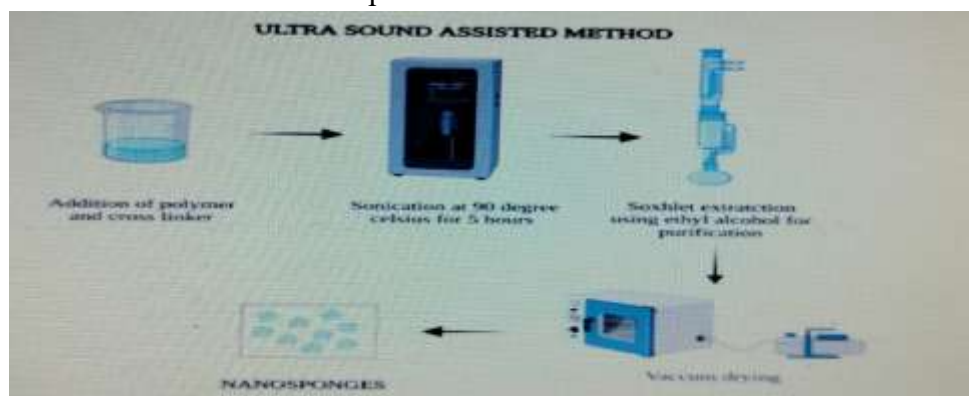 ULTRA SOUND ASSISTED METHOD
Addition of polymer
and cross linker
Sonication at 90 degree
celsius for 5 hours
Soxhlet extratction
using ethyl alcohol for
purification
Vaccum drying
NANOSPONGES